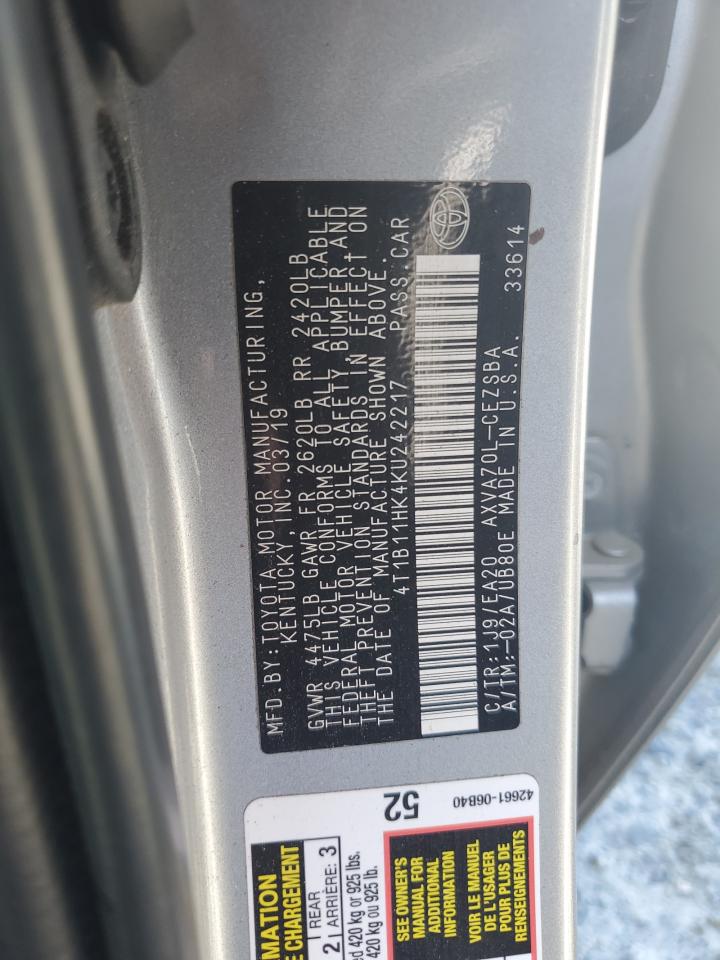 MFD.BY:TOYOTA MOTOR MANUFACTURING,
KENTUCKY, INC.03/19
GVWR 4475LB GAWR FR 2620LB RR 2420LB
THIS VEHICLE CONFORMS TO ALL APPLICABLE
FEDERAL MOTOR VEHICLE SAFETY, BUMPER AND
THEFT PREVENTION STANDARDS IN EFFECT ON
THE DATE OF MANUFACTURE SHOWN ABOVE.
4T1B11HK4KU242217 PASS.CAR
C/TR:1J9/EA20 AXVA70L-CEZSBA
A/TM:-02A/UB80E MADE IN U.S.A. 33614
MATION
E CHARGEMENT
2 REAR
ARRIÈRE: 3
ed 420 kg or 925 lbs.
420 kg ou 925 lb.
52
42661-06B40
SEE OWNER'S
MANUAL FOR
ADDITIONAL
INFORMATION
VOIR LE MANUEL
DE L'USAGER
POUR PLUS DE
RENSEIGNEMENTS